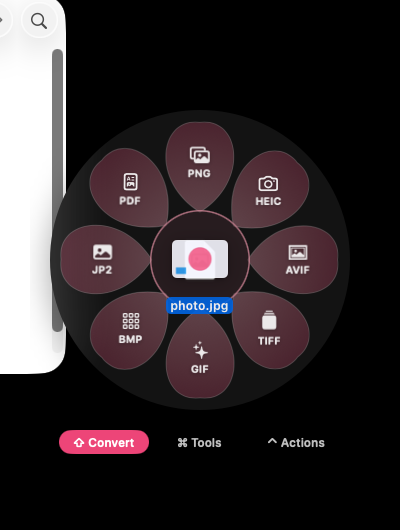 PNG
PDF
HEIC
JP2
AVIF
photo.jpg
BMP
TIFF
GIF
⇧ Convert
⌘ Tools
⌃ Actions